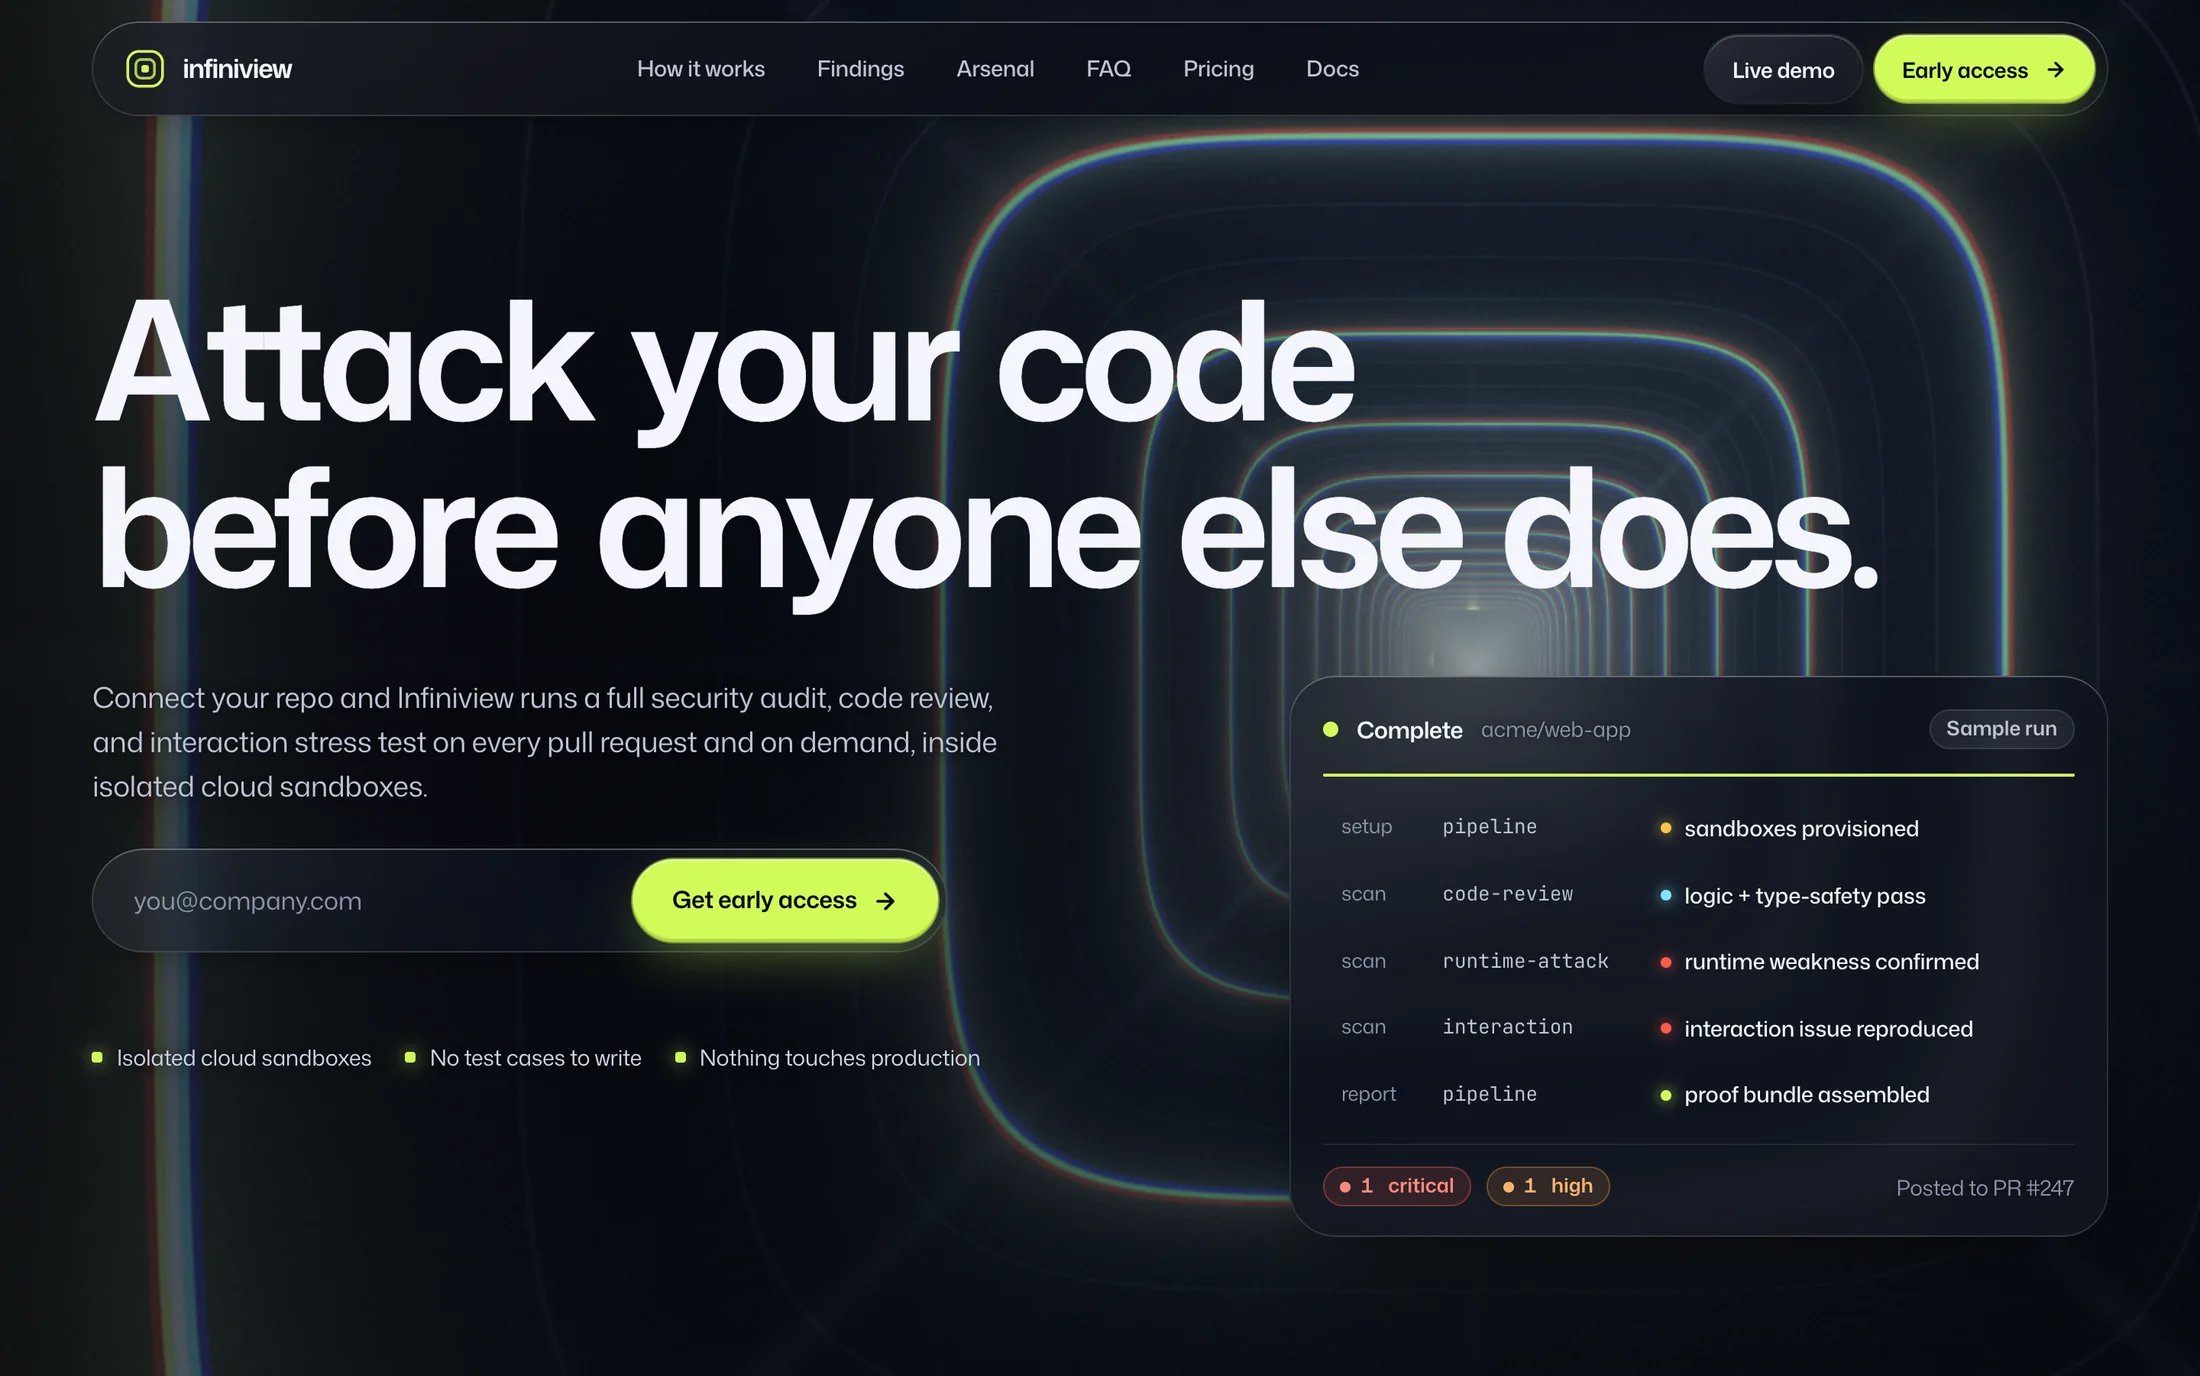 infiniview
How it works
Findings
Arsenal
FAQ
Pricing
Docs
Live demo
Early access →
Attack your code
before anyone else does.
Connect your repo and Infiniview runs a full security audit, code review,
and interaction stress test on every pull request and on demand, inside
isolated cloud sandboxes.
you@company.com
Get early access →
Isolated cloud sandboxes
No test cases to write
Nothing touches production
Complete acme/web-app Sample run
setup pipeline sandboxes provisioned
scan code-review logic + type-safety pass
scan runtime-attack runtime weakness confirmed
scan interaction interaction issue reproduced
report pipeline proof bundle assembled
1 critical 1 high Posted to PR #247